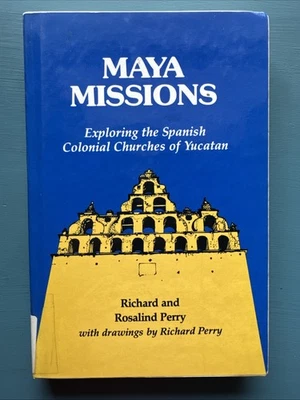 MAYA
MISSIONS
Exploring the Spanish
Colonial Churches of Yucatan
Richard and
Rosalind Perry
with drawings by Richard Perry